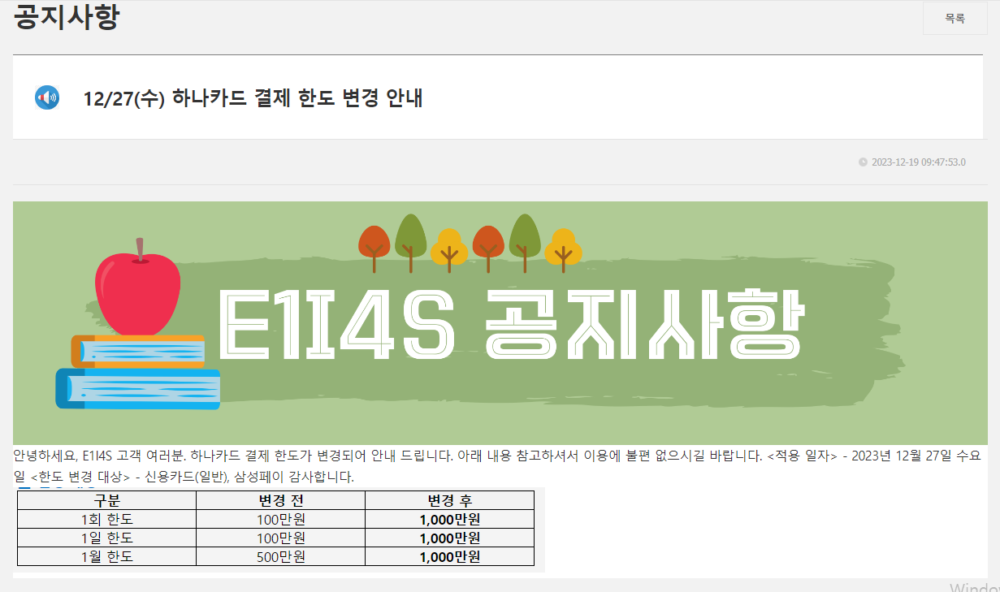 공지사항
목록
12/27(수) 하나카드 결제 한도 변경 안내
2023-12-19 09:47:53.0
E1I4S 공지사항
안녕하세요, E1I4S 고객 여러분. 하나카드 결제 한도가 변경되어 안내 드립니다. 아래 내용 참고하셔서 이용에 불편 없으시길 바랍니다. <적용 일자> - 2023년 12월 27일 수요
일 <한도 변경 대상> - 신용카드(일반), 삼성페이 감사합니다.
구분 변경 전 변경 후
1회 한도 100만원 1,000만원
1일 한도 100만원 1,000만원
1월 한도 500만원 1,000만원